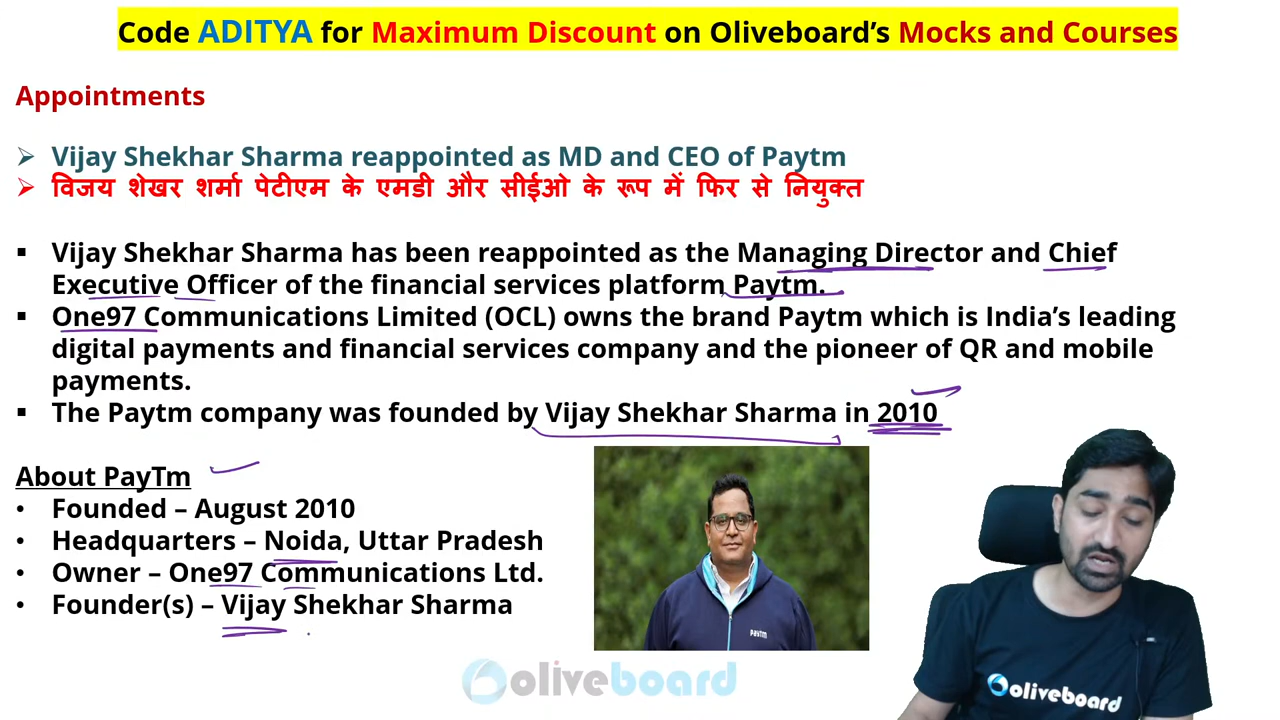 Code ADITYA for Maximum Discount on Oliveboard’s Mocks and Courses
Appointments
➢ Vijay Shekhar Sharma reappointed as MD and CEO of Paytm
➢ विजय शेखर शर्मा पेटीएम के एमडी और सीईओ के रूप में फिर से नियुक्त
▪ Vijay Shekhar Sharma has been reappointed as the Managing Director and Chief
Executive Officer of the financial services platform Paytm.
▪ One97 Communications Limited (OCL) owns the brand Paytm which is India’s leading
digital payments and financial services company and the pioneer of QR and mobile
payments.
▪ The Paytm company was founded by Vijay Shekhar Sharma in 2010
About PayTm
• Founded – August 2010
• Headquarters – Noida, Uttar Pradesh
• Owner – One97 Communications Ltd.
• Founder(s) – Vijay Shekhar Sharma
paytm
oliveboard
oliveboard